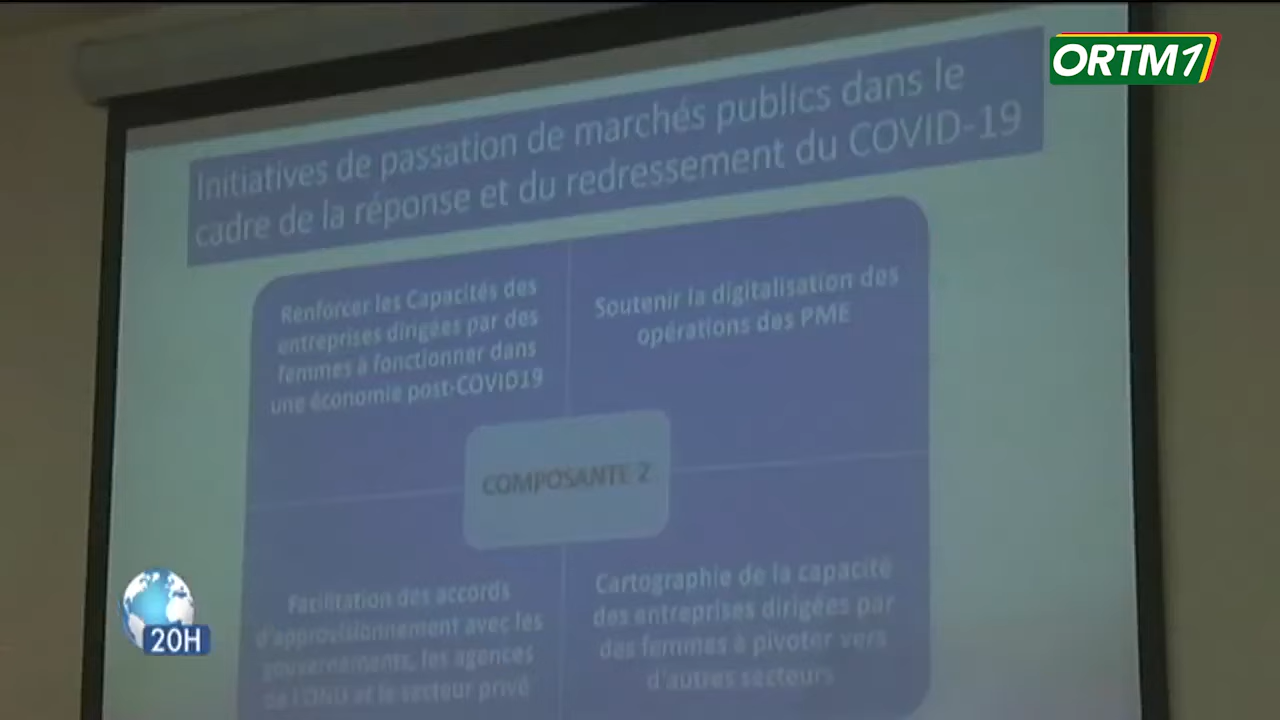 ORTM1
Initiatives de passation de marchés publics dans le
cadre de la réponse et du redressement du COVID-19
Renforcer les Capacités des
entreprises dirigées par des
femmes à fonctionner dans
une économie post-COVID19
Soutenir la digitalisation des
opérations des PME
COMPOSANTE 2
Facilitation des accords
d'approvisionnement avec les
gouvernements, les agences
de l'ONU et le secteur privé
Cartographie de la capacité
des entreprises dirigées par
des femmes à pivoter vers
d'autres secteurs
20H